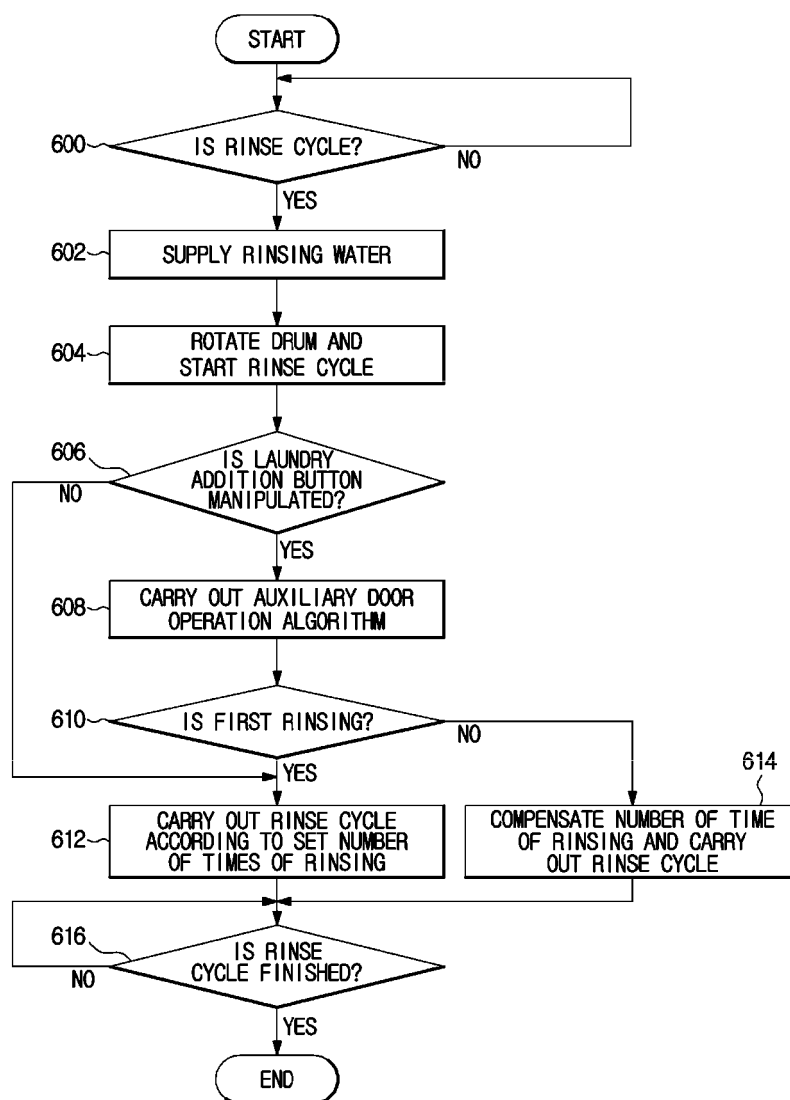 START
600
IS RINSE CYCLE?
NO
YES
602
SUPPLY RINSING WATER
604
ROTATE DRUM AND
START RINSE CYCLE
606
IS LAUNDRY
ADDITION BUTTON
MANIPULATED?
NO
YES
608
CARRY OUT AUXILIARY DOOR
OPERATION ALGORITHM
610
IS FIRST RINSING?
NO
YES
612
CARRY OUT RINSE CYCLE
ACCORDING TO SET NUMBER
OF TIMES OF RINSING
614
COMPENSATE NUMBER OF TIME
OF RINSING AND CARRY
OUT RINSE CYCLE
616
IS RINSE
CYCLE FINISHED?
NO
YES
END